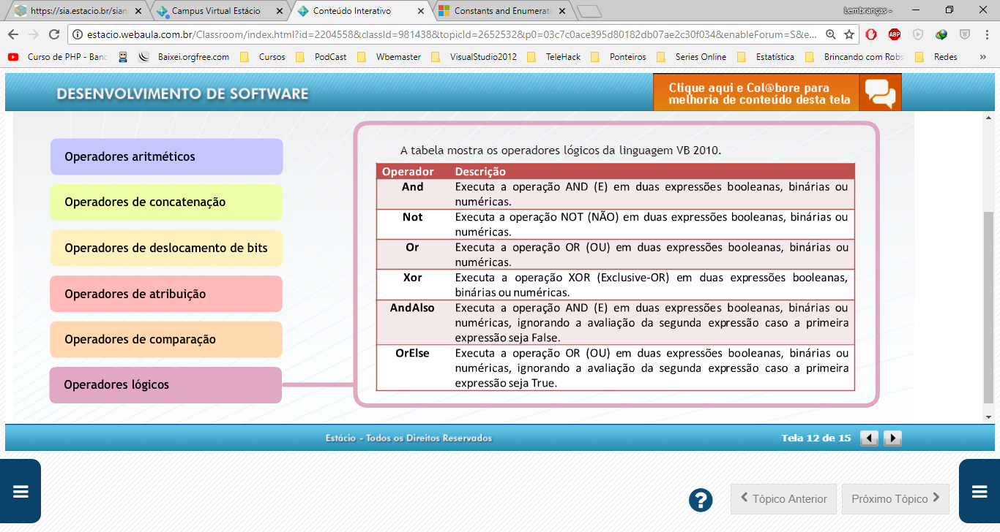 https://sia.estacio.br/sian
Campus Virtual Estácio
Conteúdo Interativo
Constants and Enumerati
Lembranças -
estacio.webaula.com.br/Classroom/index.html?id=2204558&classId=981438&topicId=2652532&p0=03c7c0ace395d80182db07ae2c30f034&enableForum=S&e...
ABP
Curso de PHP - Banc
Baixei.orgfree.com
Cursos
PodCast
Wbemaster
VisualStudio2012
TeleHack
Ponteiros
Series Online
Estatística
Brincando com Robs
Redes
»
DESENVOLVIMENTO DE SOFTWARE
Clique aqui e Col@bore para
melhoria de conteúdo desta tela
Operadores aritméticos
Operadores de concatenação
Operadores de deslocamento de bits
Operadores de atribuição
Operadores de comparação
Operadores lógicos
A tabela mostra os operadores lógicos da linguagem VB 2010.
Operador Descrição
And Executa a operação AND (E) em duas expressões booleanas, binárias ou
numéricas.
Not Executa a operação NOT (NÃO) em duas expressões booleanas, binárias ou
numéricas.
Or Executa a operação OR (OU) em duas expressões booleanas, binárias ou
numéricas.
Xor Executa a operação XOR (Exclusive-OR) em duas expressões booleanas,
binárias ou numéricas.
AndAlso Executa a operação AND (E) em duas expressões booleanas, binárias ou
numéricas, ignorando a avaliação da segunda expressão caso a primeira
expressão seja False.
OrElse Executa a operação OR (OU) em duas expressões booleanas, binárias ou
numéricas, ignorando a avaliação da segunda expressão caso a primeira
expressão seja True.
Estácio - Todos os Direitos Reservados
Tela 12 de 15
?
Tópico Anterior
Próximo Tópico